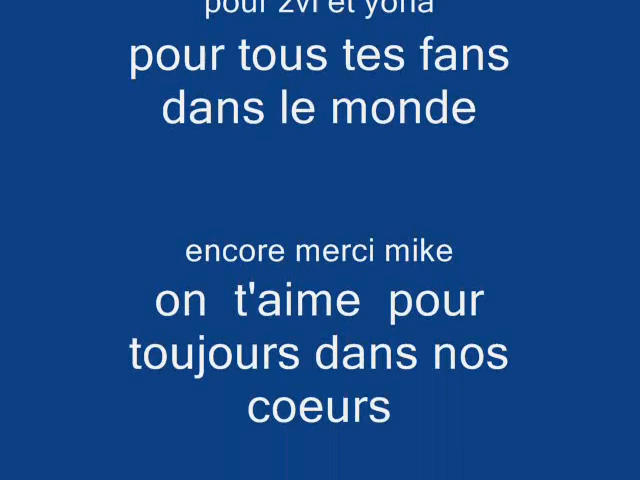 pour zvi et yona
pour tous tes fans
dans le monde
encore merci mike
on t'aime pour
toujours dans nos
coeurs